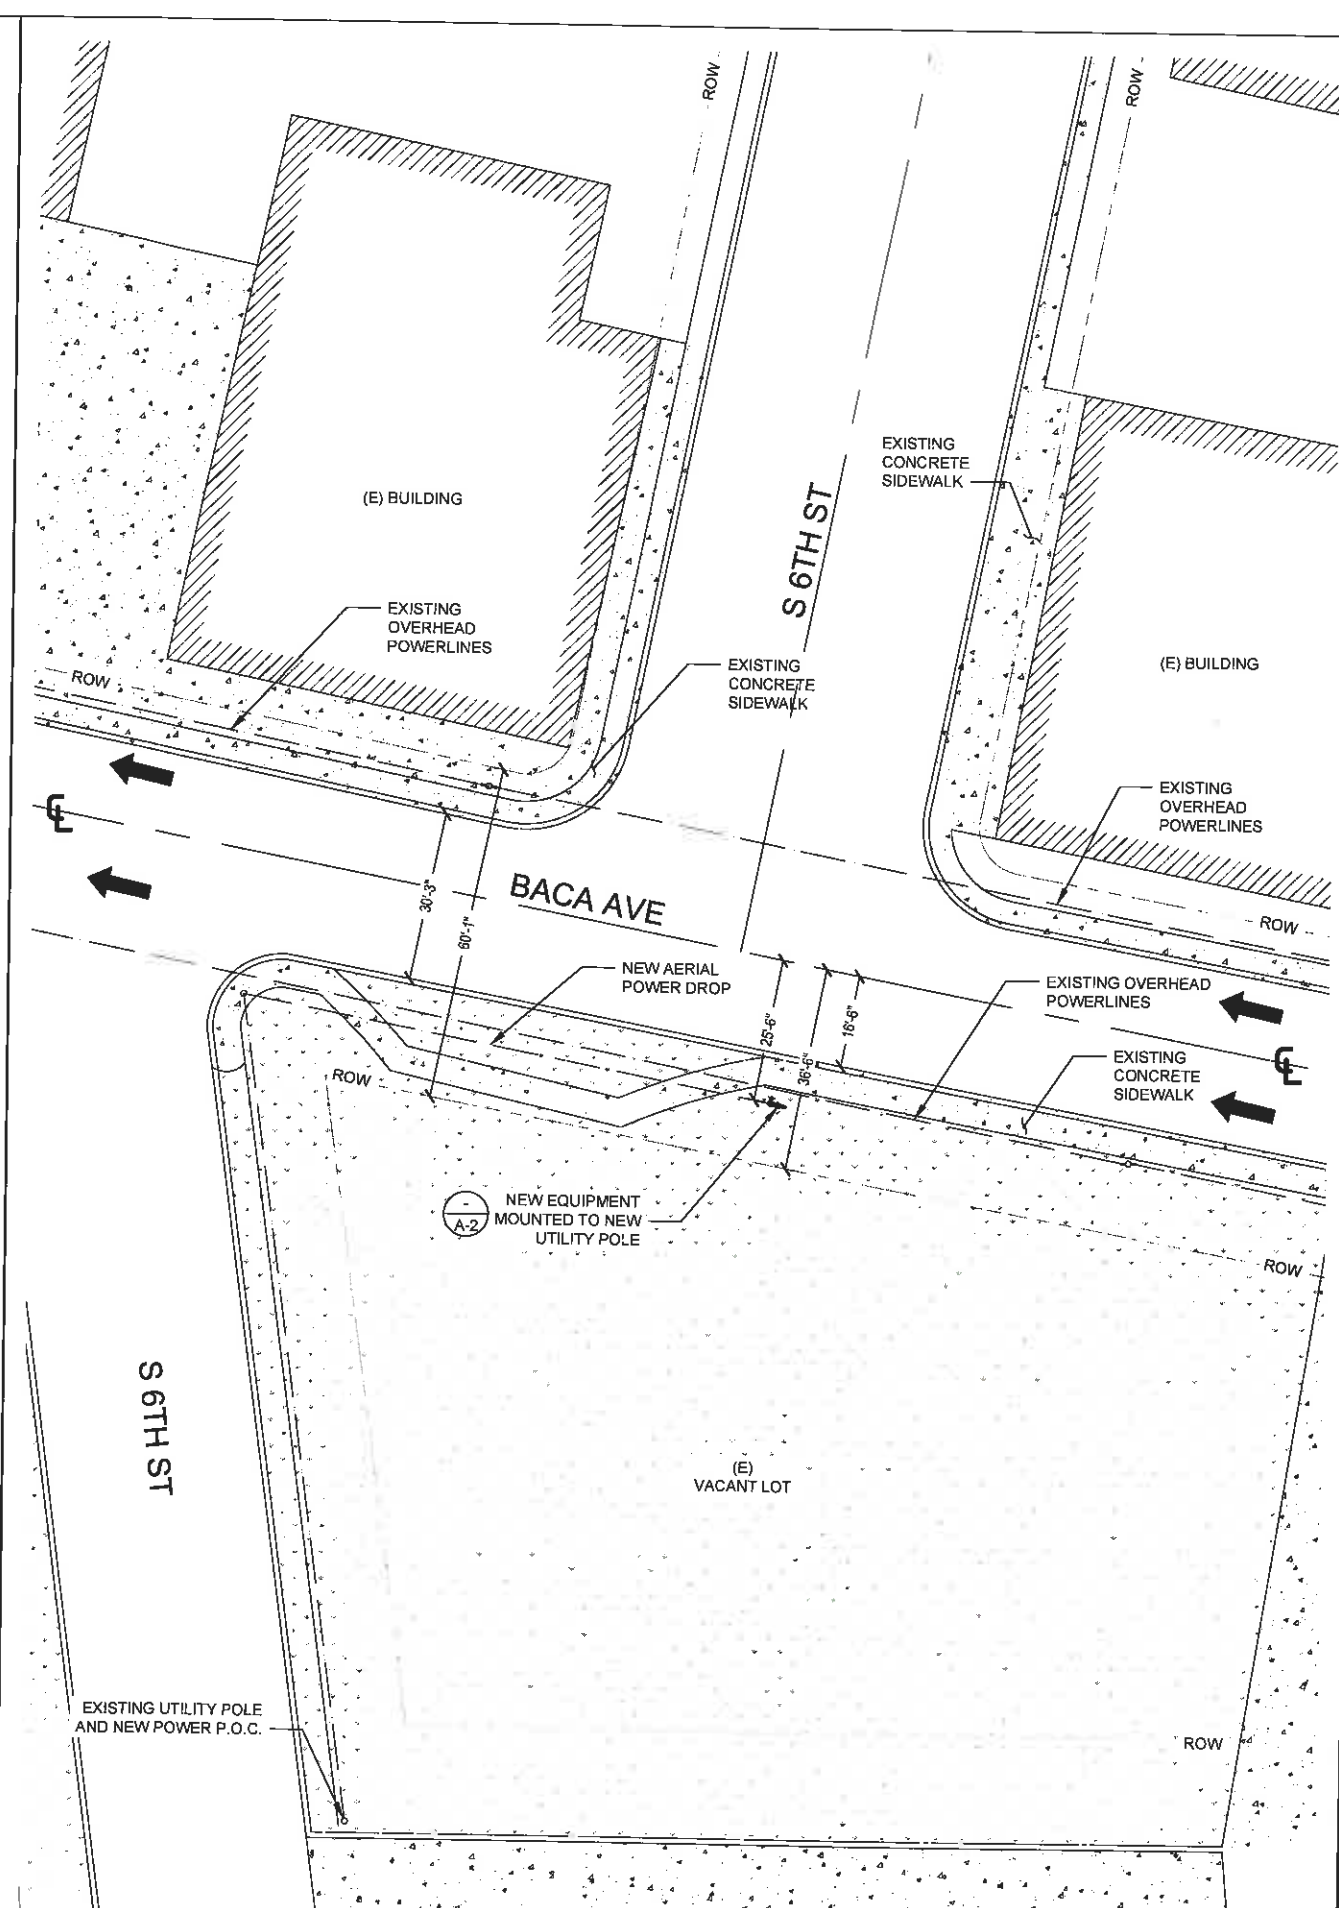 ROW
ROW
EXISTING
CONCRETE
SIDEWALK
(E) BUILDING
S 6TH ST
EXISTING
OVERHEAD
POWERLINES
EXISTING
CONCRETE
SIDEWALK
(E) BUILDING
ROW
EXISTING
OVERHEAD
POWERLINES
CL
30'-3"
60'-1"
BACA AVE
ROW
NEW AERIAL
POWER DROP
EXISTING OVERHEAD
POWERLINES
25'-6"
36'-6"
16'-6"
EXISTING
CONCRETE
SIDEWALK
CL
ROW
-
A-2
NEW EQUIPMENT
MOUNTED TO NEW
UTILITY POLE
ROW
S 6TH ST
(E)
VACANT LOT
EXISTING UTILITY POLE
AND NEW POWER P.O.C.
ROW